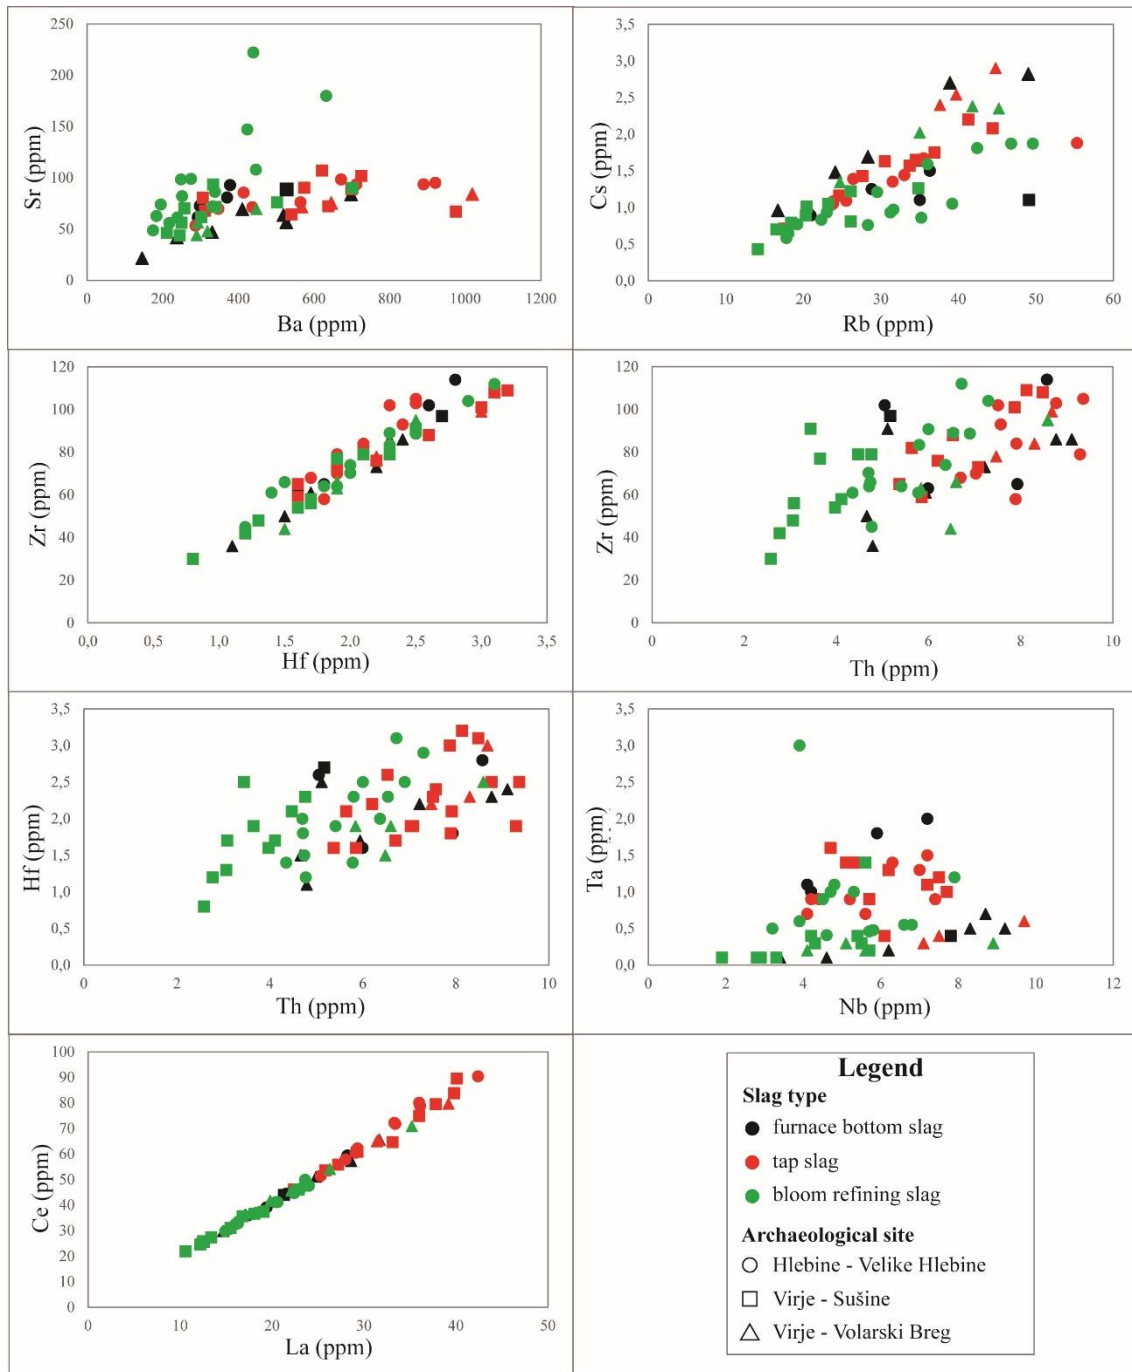 250
200
150
100
50
0
Sr (ppm)
0 200 400 600 800 1000 1200
Ba (ppm)
3,5
3,0
2,5
2,0
1,5
1,0
0,5
0,0
Cs (ppm)
0 10 20 30 40 50 60
Rb (ppm)
120
100
80
60
40
20
0
Zr (ppm)
0,0 0,5 1,0 1,5 2,0 2,5 3,0 3,5
Hf (ppm)
120
100
80
60
40
20
0
Zr (ppm)
0 2 4 6 8 10
Th (ppm)
3,5
3,0
2,5
2,0
1,5
1,0
0,5
0,0
Hf (ppm)
0 2 4 6 8 10
Th (ppm)
3,5
3,0
2,5
2,0
1,5
1,0
0,5
0,0
Ta (ppm)
0 2 4 6 8 10 12
Nb (ppm)
100
90
80
70
60
50
40
30
20
10
0
Ce (ppm)
0 10 20 30 40 50
La (ppm)
Legend
Slag type
furnace bottom slag
tap slag
bloom refining slag
Archaeological site
Hlebine - Velike Hlebine
Virje - Sušine
Virje - Volarski Breg